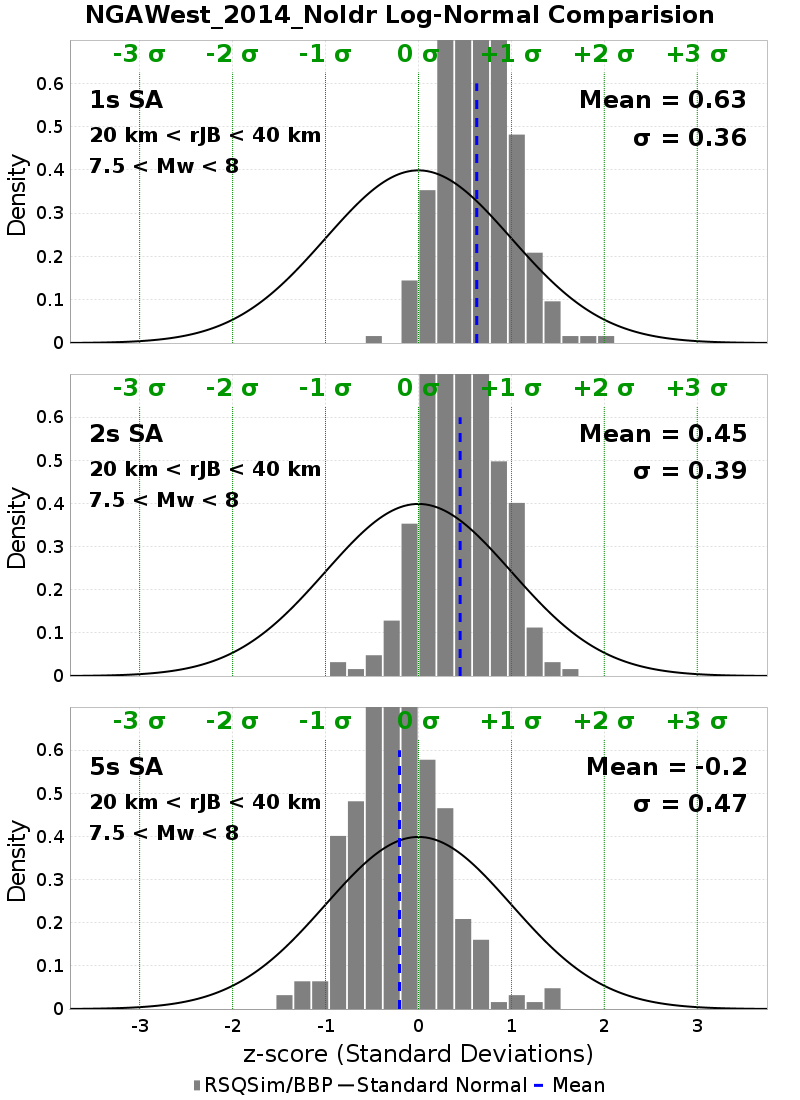 NGAWest_2014_NoIdr Log-Normal Comparision
-3 σ -2 σ -1 σ 0 σ +1 σ +2 σ +3 σ
1s SA
20 km < rJB < 40 km
7.5 < Mw < 8
Mean = 0.63
σ = 0.36
Density
0.6
0.5
0.4
0.3
0.2
0.1
0
-3 σ -2 σ -1 σ 0 σ +1 σ +2 σ +3 σ
2s SA
20 km < rJB < 40 km
7.5 < Mw < 8
Mean = 0.45
σ = 0.39
Density
0.6
0.5
0.4
0.3
0.2
0.1
0
-3 σ -2 σ -1 σ 0 σ +1 σ +2 σ +3 σ
5s SA
20 km < rJB < 40 km
7.5 < Mw < 8
Mean = -0.2
σ = 0.47
Density
0.6
0.5
0.4
0.3
0.2
0.1
0
-3 -2 -1 0 1 2 3
z-score (Standard Deviations)
RSQSim/BBP Standard Normal Mean